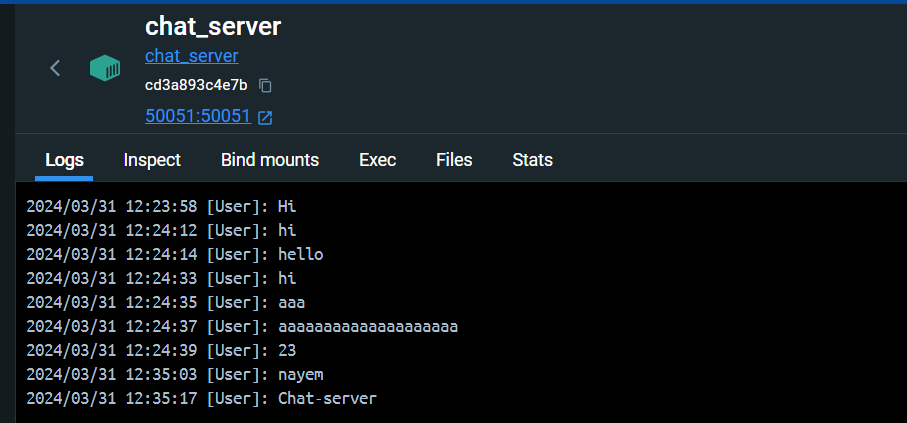 chat_server
chat_server
cd3a893c4e7b
50051:50051
Logs Inspect Bind mounts Exec Files Stats
2024/03/31 12:23:58 [User]: Hi
2024/03/31 12:24:12 [User]: hi
2024/03/31 12:24:14 [User]: hello
2024/03/31 12:24:33 [User]: hi
2024/03/31 12:24:35 [User]: aaa
2024/03/31 12:24:37 [User]: aaaaaaaaaaaaaaaaaaaa
2024/03/31 12:24:39 [User]: 23
2024/03/31 12:35:03 [User]: nayem
2024/03/31 12:35:17 [User]: Chat-server